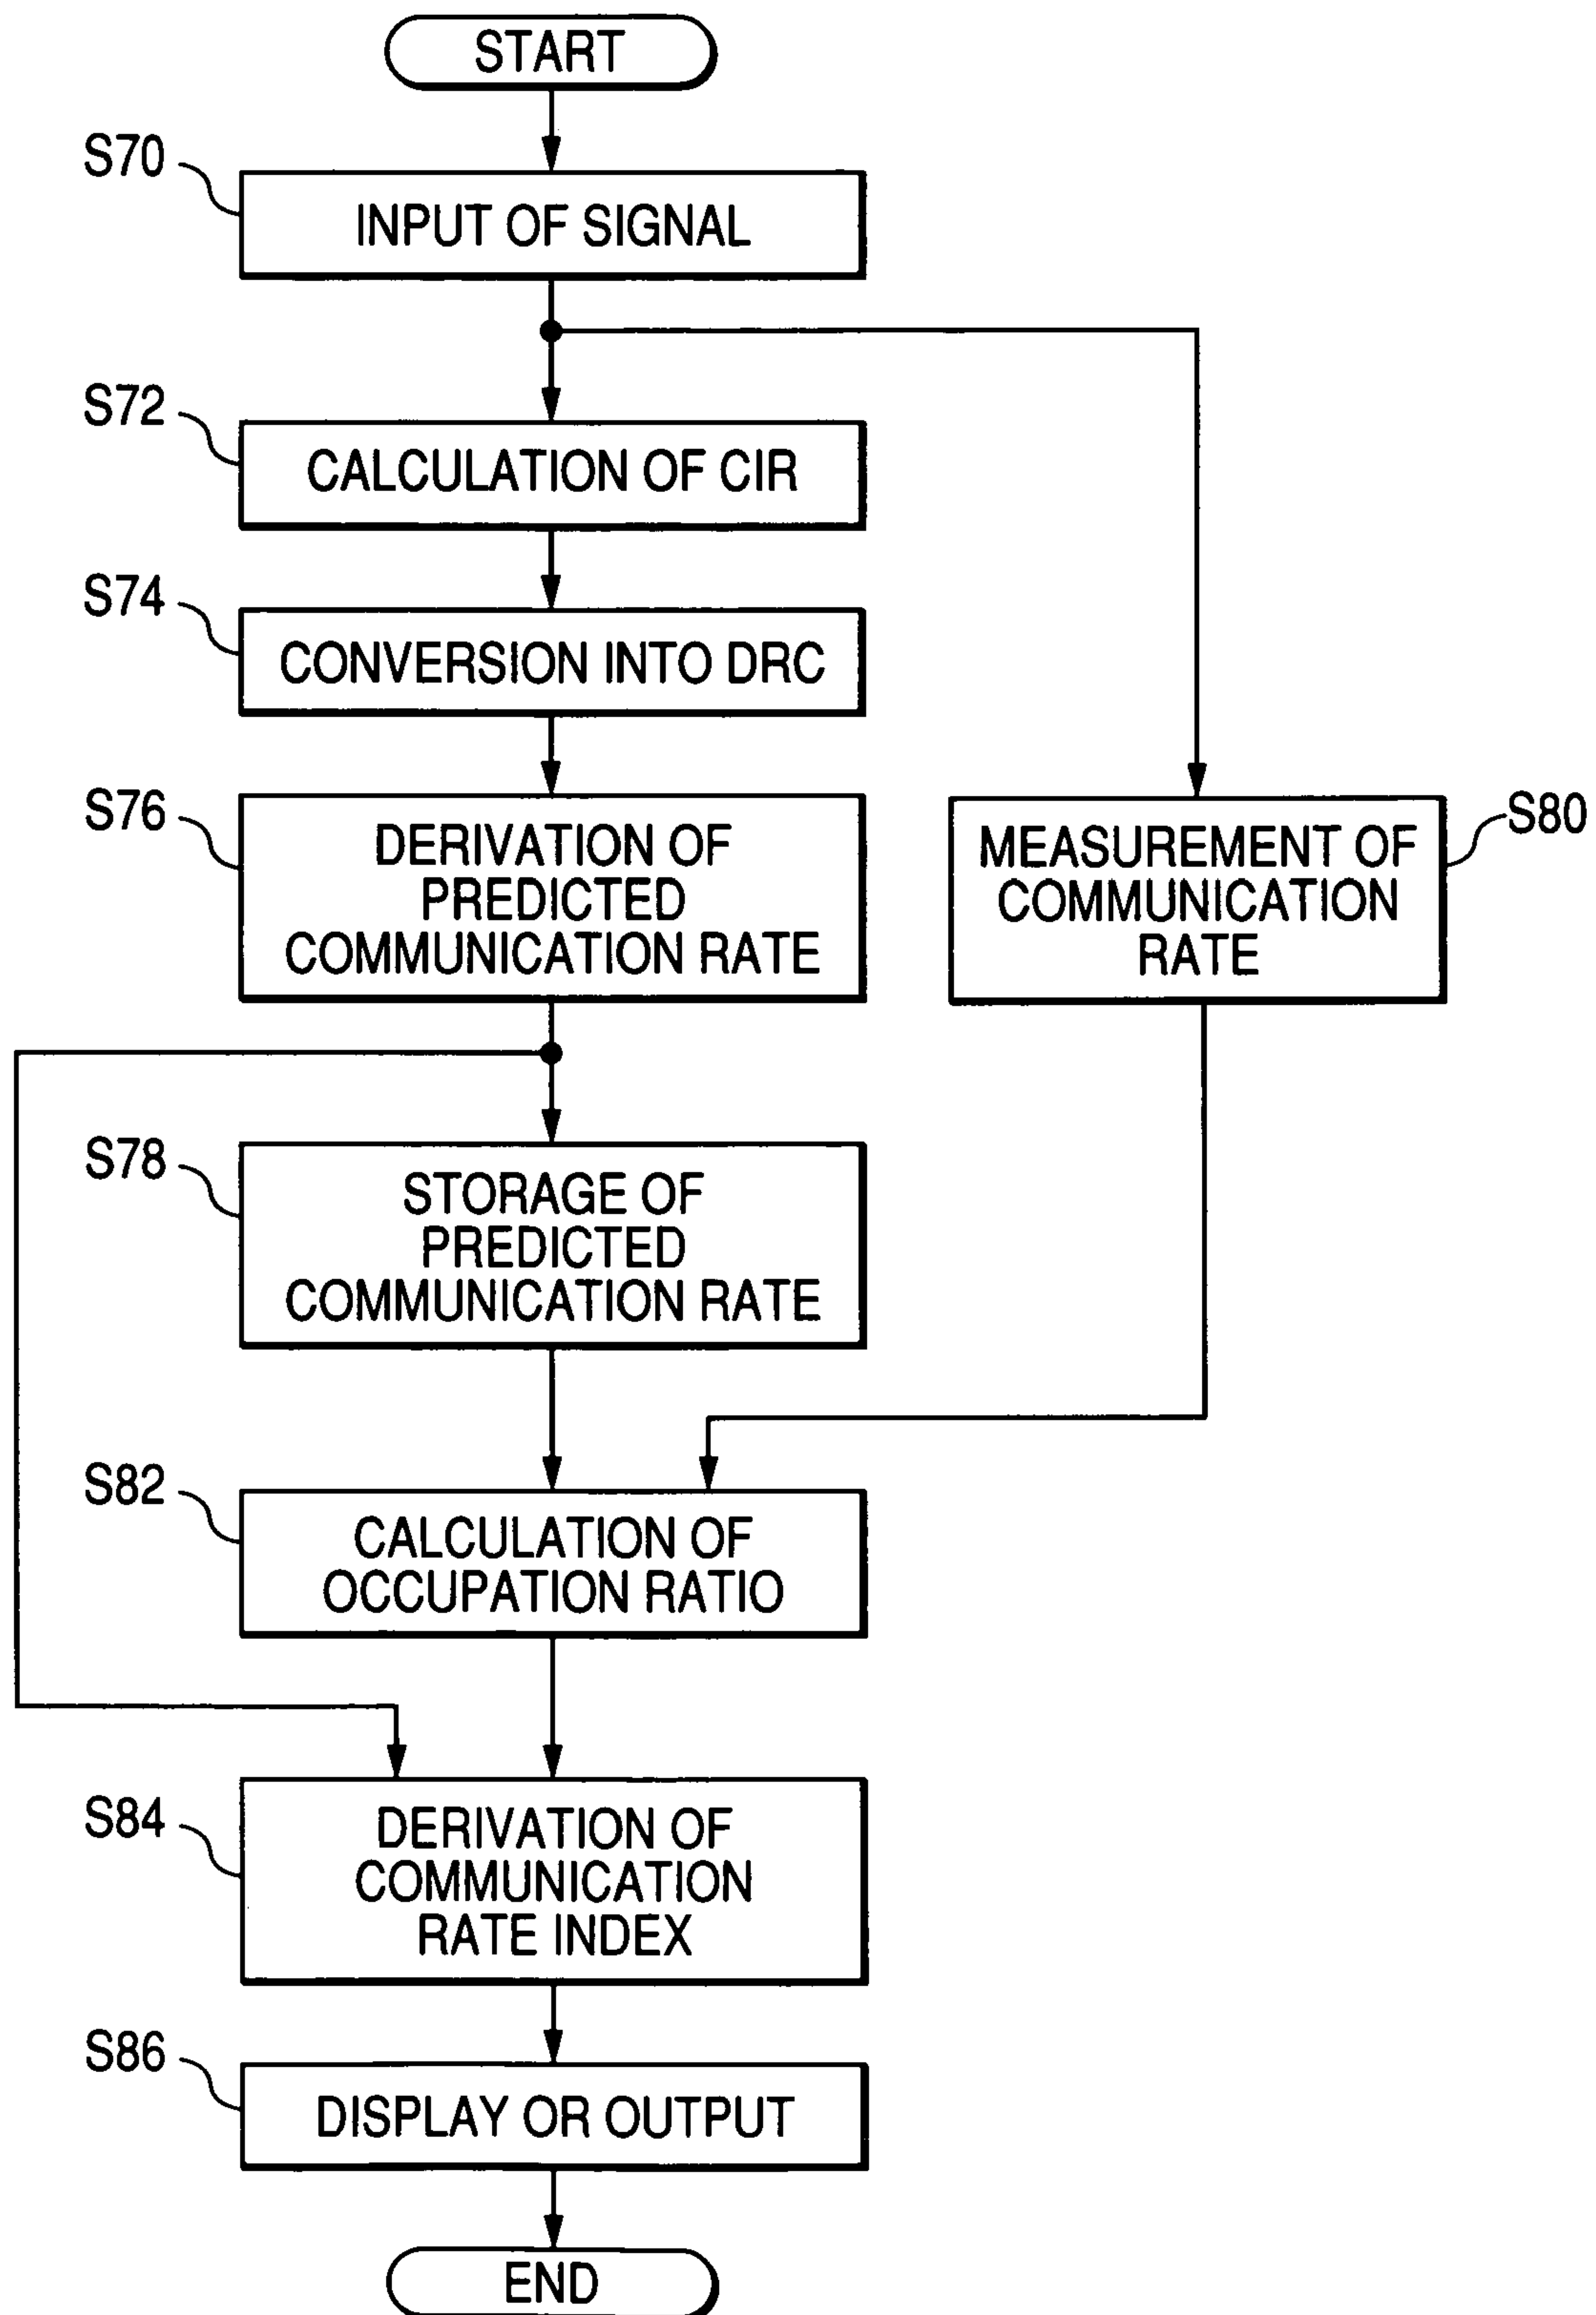 START
S70
INPUT OF SIGNAL
S72
CALCULATION OF CIR
S74
CONVERSION INTO DRC
S76
DERIVATION OF
PREDICTED
COMMUNICATION RATE
S80
MEASUREMENT OF
COMMUNICATION
RATE
S78
STORAGE OF
PREDICTED
COMMUNICATION RATE
S82
CALCULATION OF
OCCUPATION RATIO
S84
DERIVATION OF
COMMUNICATION
RATE INDEX
S86
DISPLAY OR OUTPUT
END